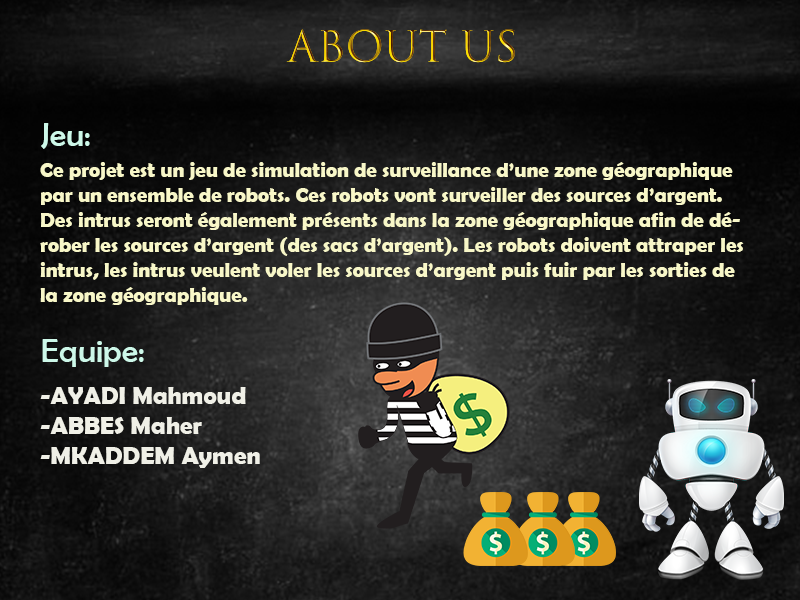 ABOUT US
Jeu:
Ce projet est un jeu de simulation de surveillance d'une zone géographique
par un ensemble de robots. Ces robots vont surveiller des sources d'argent.
Des intrus seront également présents dans la zone géographique afin de dé-
rober les sources d'argent (des sacs d'argent). Les robots doivent attraper les
intrus, les intrus veulent voler les sources d'argent puis fuir par les sorties de
la zone géographique.
Equipe:
-AYADI Mahmoud
-ABBES Maher
-MKADDEM Aymen
$
$ $ $